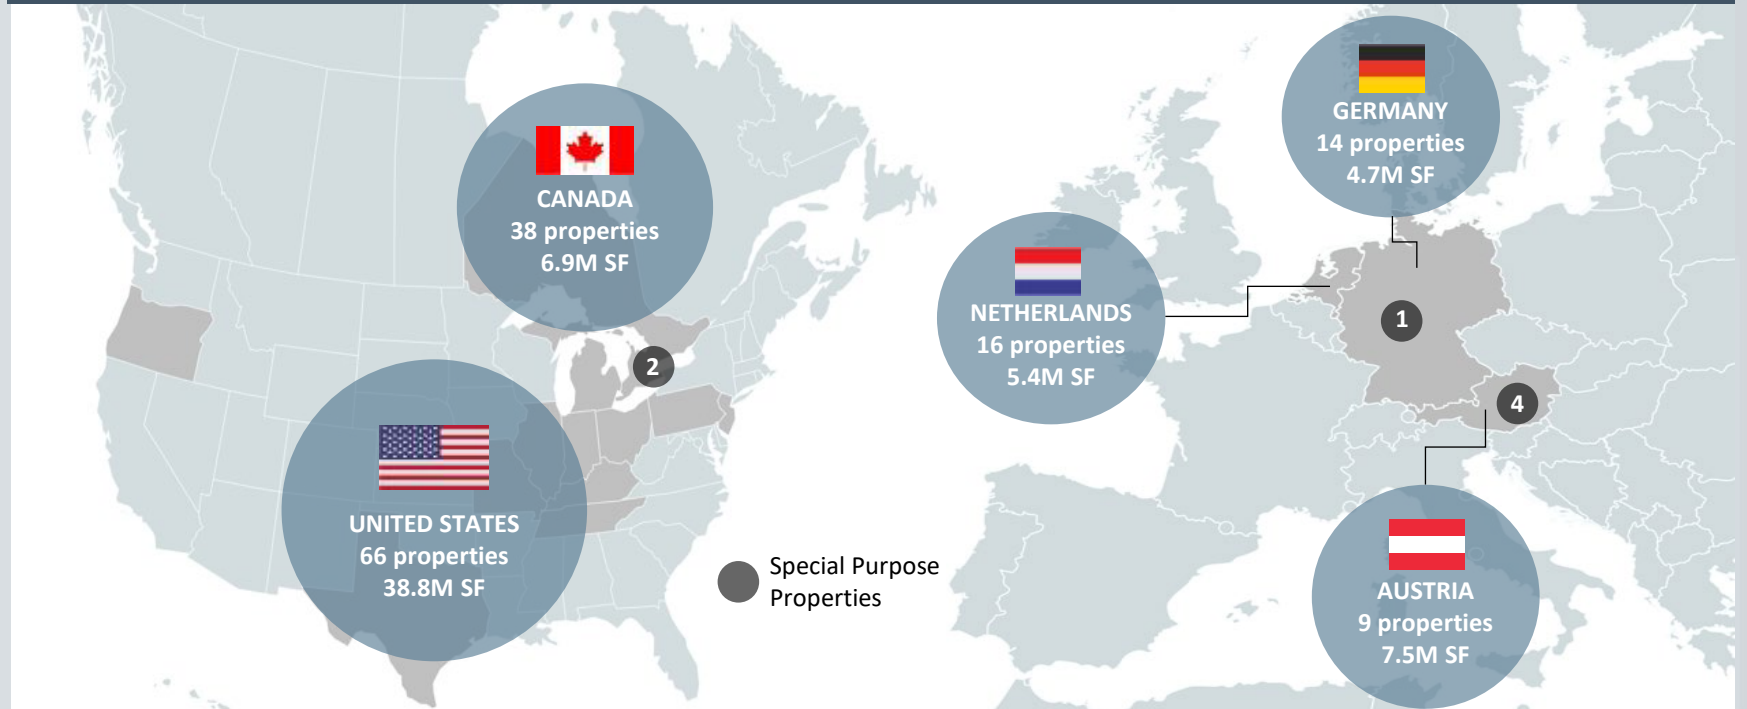 CANADA
38 properties
6.9M SF
2
UNITED STATES
66 properties
38.8M SF
Special Purpose
Properties
GERMANY
14 properties
4.7M SF
NETHERLANDS
16 properties
5.4M SF
1
4
AUSTRIA
9 properties
7.5M SF